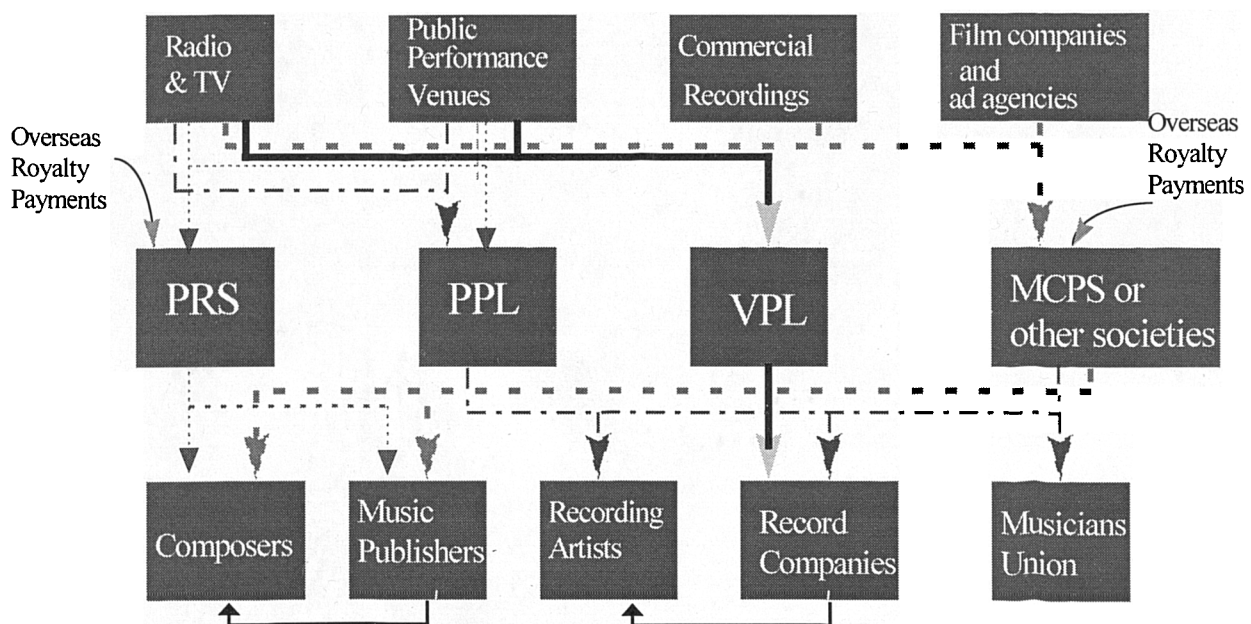 Radio
& TV
Public
Performance
Venues
Commercial
Recordings
Film companies
and
ad agencies
Overseas
Royalty
Payments
Overseas
Royalty
Payments
PRS
PPL
VPL
MCPS or
other societies
Composers
Music
Publishers
Recording
Artists
Record
Companies
Musicians
Union